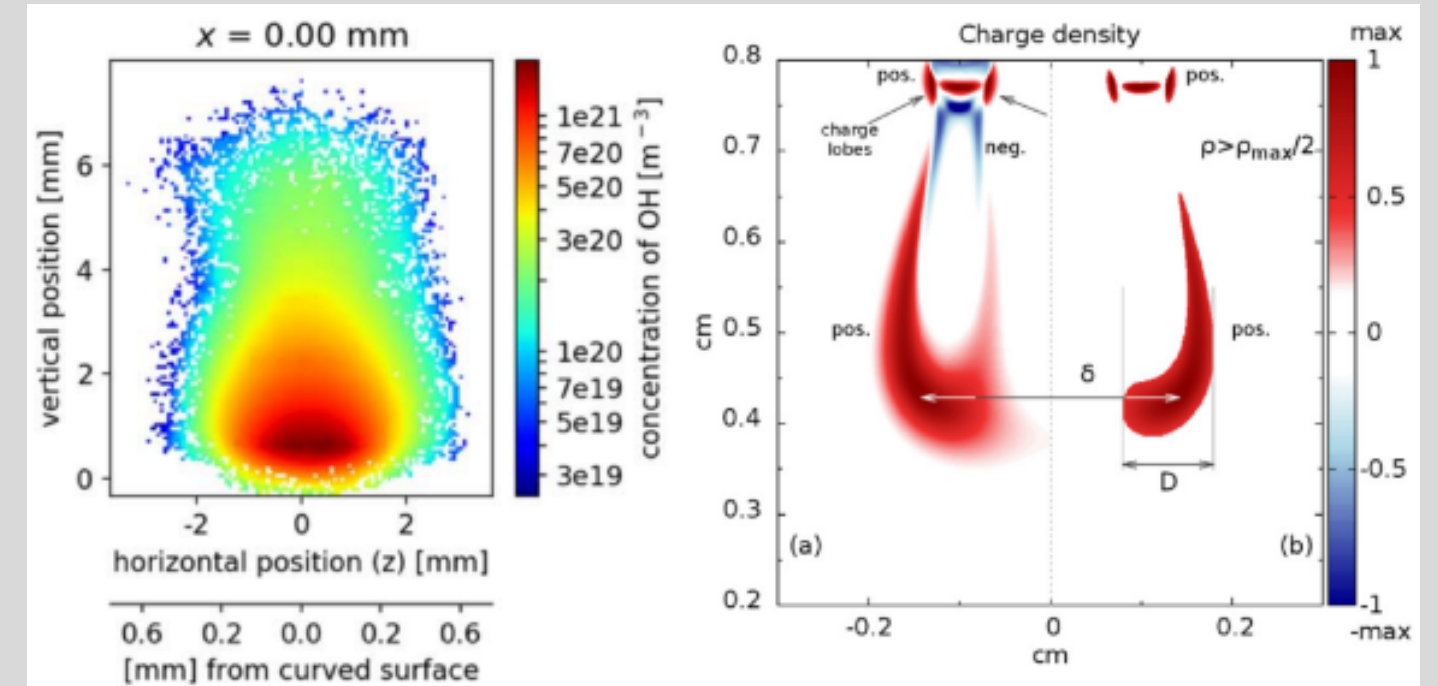 x = 0.00 mm
vertical position [mm]
6
4
2
0
-2 0 2
horizontal position (z) [mm]
0.6 0.2 0.0 0.2 0.6
[mm] from curved surface
1e21
7e20
5e20
3e20
1e20
7e19
5e19
3e19
concentration of OH [m⁻³]
Charge density
max
0.8
0.7
0.6
0.5
0.4
0.3
0.2
cm
pos.
pos.
charge
lobes
neg.
ρ>ρmax/2
pos.
pos.
δ
D
(a)
(b)
-0.2 0 0.2
cm
1
0.5
0
-0.5
-1
-max